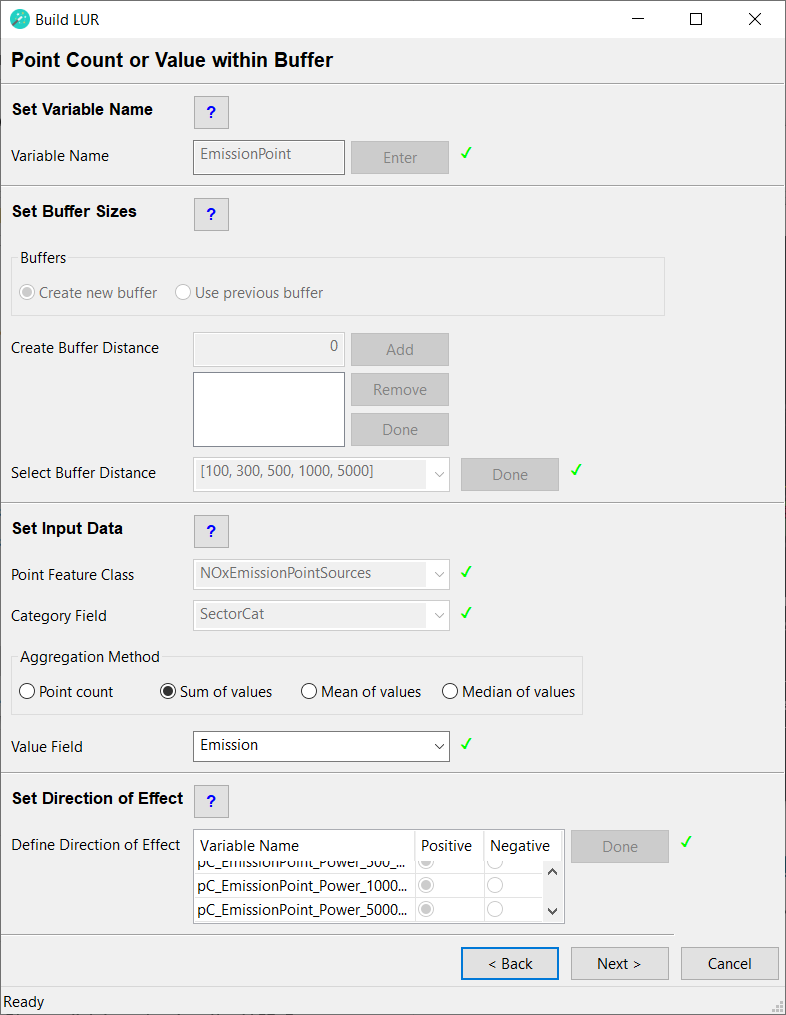 Build LUR
Point Count or Value within Buffer
Set Variable Name ?
Variable Name EmissionPoint Enter
Set Buffer Sizes ?
Buffers
Create new buffer Use previous buffer
Create Buffer Distance 0 Add
Remove
Done
Select Buffer Distance [100, 300, 500, 1000, 5000] Done
Set Input Data ?
Point Feature Class NOxEmissionPointSources
Category Field SectorCat
Aggregation Method
Point count Sum of values Mean of values Median of values
Value Field Emission
Set Direction of Effect ?
Define Direction of Effect Variable Name Positive Negative Done
pC_EmissionPoint_Power_500_...
pC_EmissionPoint_Power_1000...
pC_EmissionPoint_Power_5000...
< Back Next > Cancel
Ready